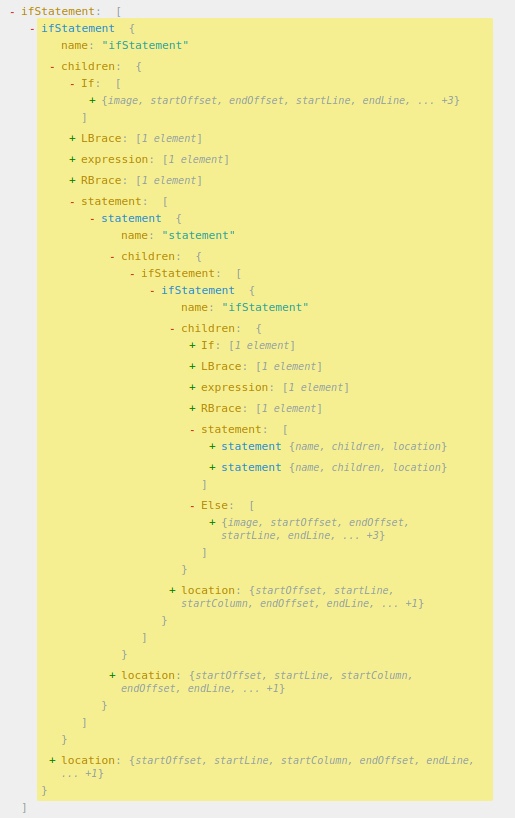 - ifStatement: [
- ifStatement {
name: "ifStatement"
- children: {
- If: [
+ {image, startOffset, endOffset, startLine, endLine, ... +3}
]
+ LBrace: [1 element]
+ expression: [1 element]
+ RBrace: [1 element]
- statement: [
- statement {
name: "statement"
- children: {
- ifStatement: [
- ifStatement {
name: "ifStatement"
- children: {
+ If: [1 element]
+ LBrace: [1 element]
+ expression: [1 element]
+ RBrace: [1 element]
- statement: [
+ statement {name, children, location}
+ statement {name, children, location}
]
- Else: [
+ {image, startOffset, endOffset,
startLine, endLine, ... +3}
]
}
+ location: {startOffset, startLine,
startColumn, endOffset, endLine, ... +1}
}
]
}
+ location: {startOffset, startLine, startColumn,
endOffset, endLine, ... +1}
}
]
}
+ location: {startOffset, startLine, startColumn, endOffset, endLine,
... +1}
}
]